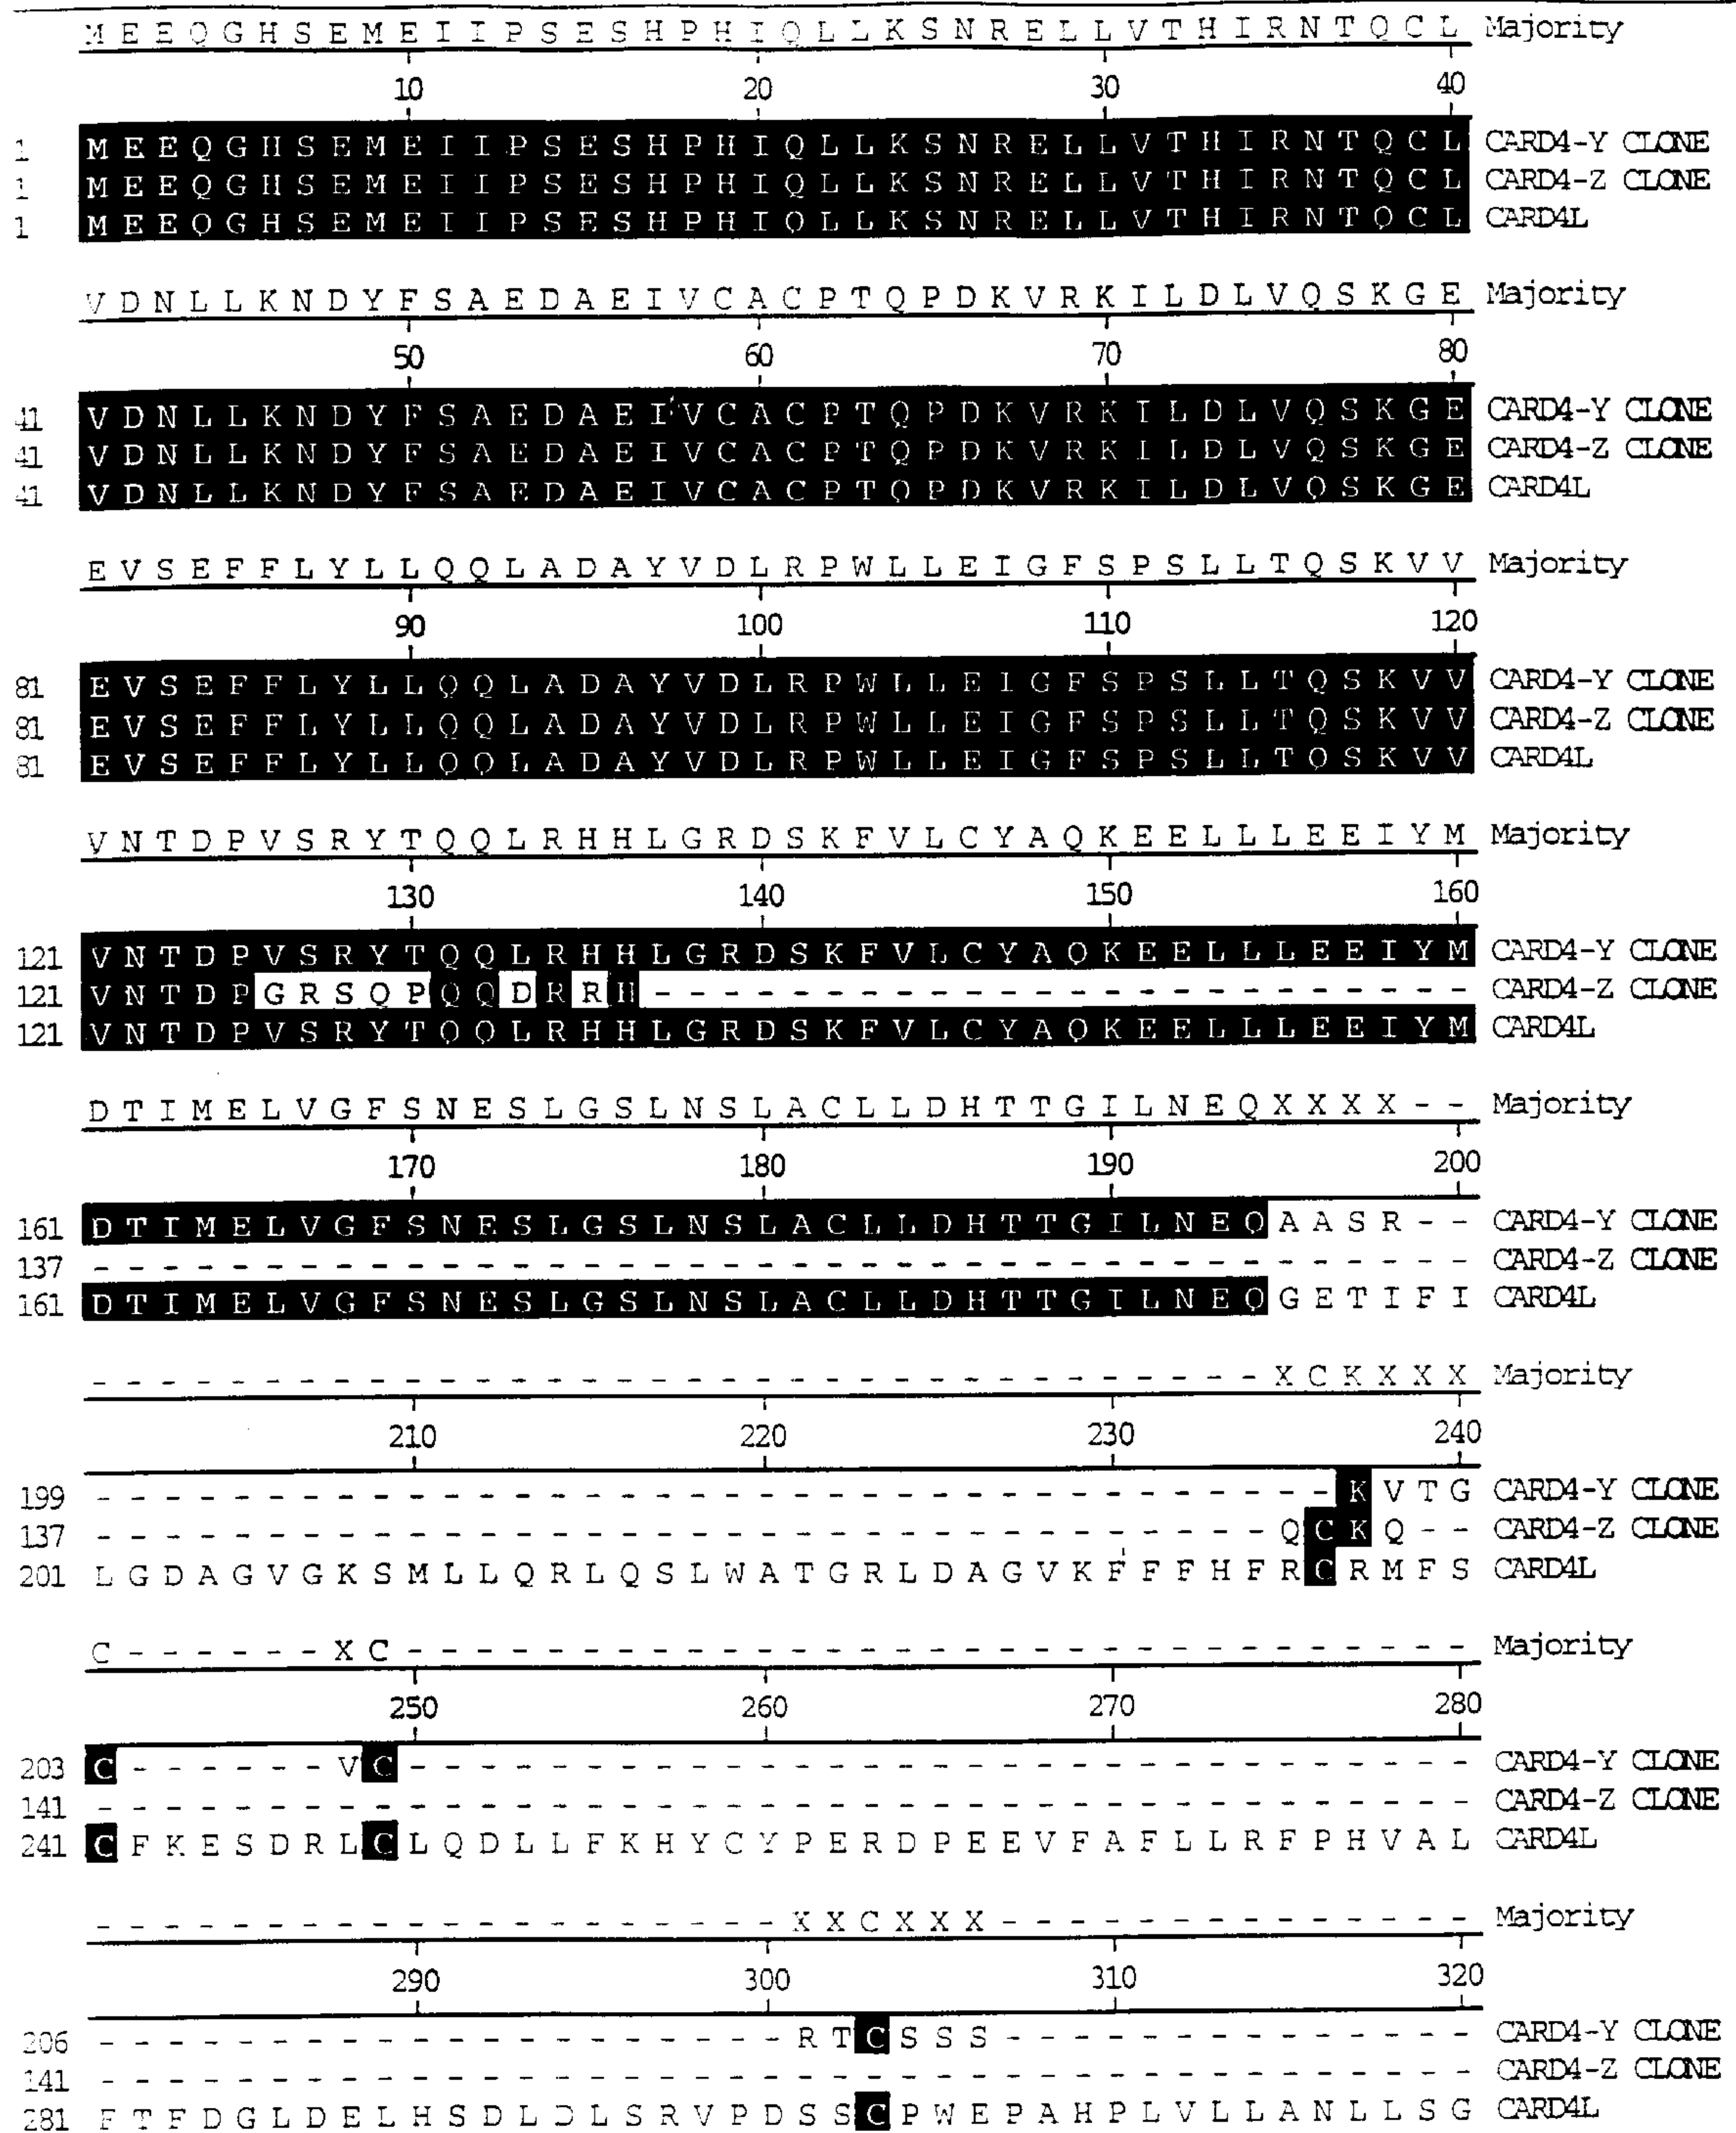 M E E Q G H S E M E I I P S E S H P H I Q L L K S N R E L L V T H I R N T Q C L Majority
10 20 30 40
1 M E E Q G H S E M E I I P S E S H P H I Q L L K S N R E L L V T H I R N T Q C L CARD4-Y CLONE
1 M E E Q G H S E M E I I P S E S H P H I Q L L K S N R E L L V T H I R N T Q C L CARD4-Z CLONE
1 M E E Q G H S E M E I I P S E S H P H I Q L L K S N R E L L V T H I R N T Q C L CARD4L
V D N L L K N D Y F S A E D A E I V C A C P T Q P D K V R K I L D L V Q S K G E Majority
50 60 70 80
41 V D N L L K N D Y F S A E D A E I V C A C P T Q P D K V R K I L D L V Q S K G E CARD4-Y CLONE
41 V D N L L K N D Y F S A E D A E I V C A C P T Q P D K V R K I L D L V Q S K G E CARD4-Z CLONE
41 V D N L L K N D Y F S A E D A E I V C A C P T Q P D K V R K I L D L V Q S K G E CARD4L
E V S E F F L Y L L Q Q L A D A Y V D L R P W L L E I G F S P S L L T Q S K V V Majority
90 100 110 120
81 E V S E F F L Y L L Q Q L A D A Y V D L R P W L L E I G F S P S L L T Q S K V V CARD4-Y CLONE
81 E V S E F F L Y L L Q Q L A D A Y V D L R P W L L E I G F S P S L L T Q S K V V CARD4-Z CLONE
81 E V S E F F L Y L L Q Q L A D A Y V D L R P W L L E I G F S P S L L T Q S K V V CARD4L
V N T D P V S R Y T Q Q L R H H L G R D S K F V L C Y A Q K E E L L L E E I Y M Majority
130 140 150 160
121 V N T D P V S R Y T Q Q L R H H L G R D S K F V L C Y A Q K E E L L L E E I Y M CARD4-Y CLONE
121 V N T D P G R S Q P Q Q D R R H - - - - - - - - - - - - - - - - - - - - - - - - CARD4-Z CLONE
121 V N T D P V S R Y T Q Q L R H H L G R D S K F V L C Y A Q K E E L L L E E I Y M CARD4L
D T I M E L V G F S N E S L G S L N S L A C L L D H T T G I L N E Q X X X X - - Majority
170 180 190 200
161 D T I M E L V G F S N E S L G S L N S L A C L L D H T T G I L N E Q A A S R - - CARD4-Y CLONE
137 - - - - - - - - - - - - - - - - - - - - - - - - - - - - - - - - - - - - - - - - CARD4-Z CLONE
161 D T I M E L V G F S N E S L G S L N S L A C L L D H T T G I L N E Q G E T I F I CARD4L
- - - - - - - - - - - - - - - - - - - - - - - - - - - - - - - - - - X C K X X X Majority
210 220 230 240
199 - - - - - - - - - - - - - - - - - - - - - - - - - - - - - - - - - - - - K V T G CARD4-Y CLONE
137 - - - - - - - - - - - - - - - - - - - - - - - - - - - - - - - - - - Q C K Q - - CARD4-Z CLONE
201 L G D A G V G K S M L L Q R L Q S L W A T G R L D A G V K F F F H F R C R M F S CARD4L
C - - - - - - X C - - - - - - - - - - - - - - - - - - - - - - - - - - - - - - - Majority
250 260 270 280
203 C - - - - - - V C - - - - - - - - - - - - - - - - - - - - - - - - - - - - - - - CARD4-Y CLONE
141 - - - - - - - - - - - - - - - - - - - - - - - - - - - - - - - - - - - - - - - - CARD4-Z CLONE
241 C F K E S D R L C L Q D L L F K H Y C Y P E R D P E E V F A F L L R F P H V A L CARD4L
- - - - - - - - - - - - - - - - - - - - X X C X X X - - - - - - - - - - - - - - Majority
290 300 310 320
206 - - - - - - - - - - - - - - - - - - - - R T C S S S - - - - - - - - - - - - - - CARD4-Y CLONE
141 - - - - - - - - - - - - - - - - - - - - - - - - - - - - - - - - - - - - - - - - CARD4-Z CLONE
281 F T F D G L D E L H S D L D L S R V P D S S C P W E P A H P L V L L A N L L S G CARD4L